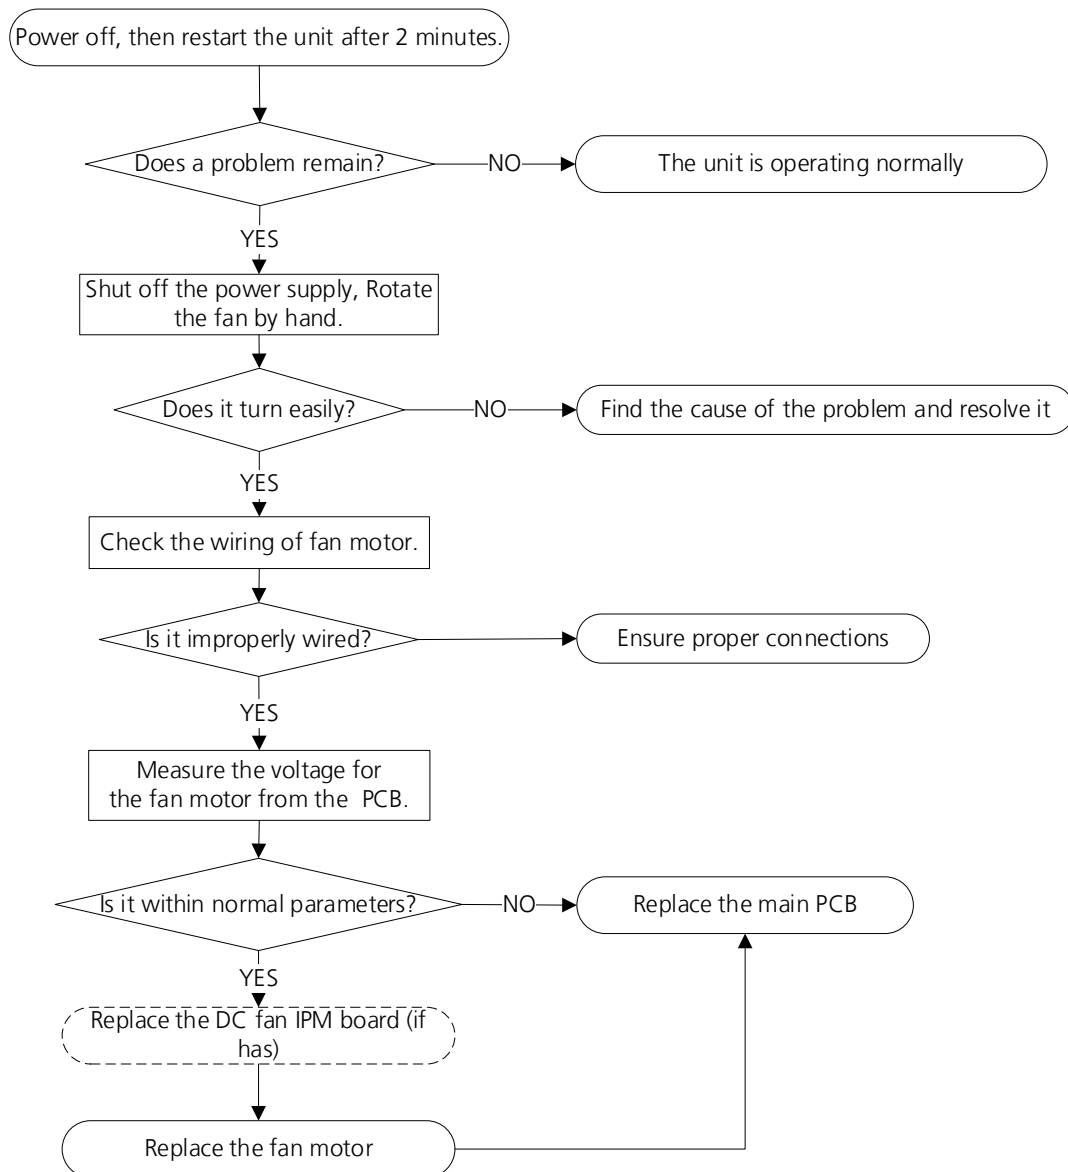 Power off, then restart the unit after 2 minutes.
Does a problem remain?
NO
The unit is operating normally
YES
Shut off the power supply, Rotate
the fan by hand.
Does it turn easily?
NO
Find the cause of the problem and resolve it
YES
Check the wiring of fan motor.
Is it improperly wired?
Ensure proper connections
YES
Measure the voltage for
the fan motor from the PCB.
Is it within normal parameters?
NO
Replace the main PCB
YES
Replace the DC fan IPM board (if
has)
Replace the fan motor